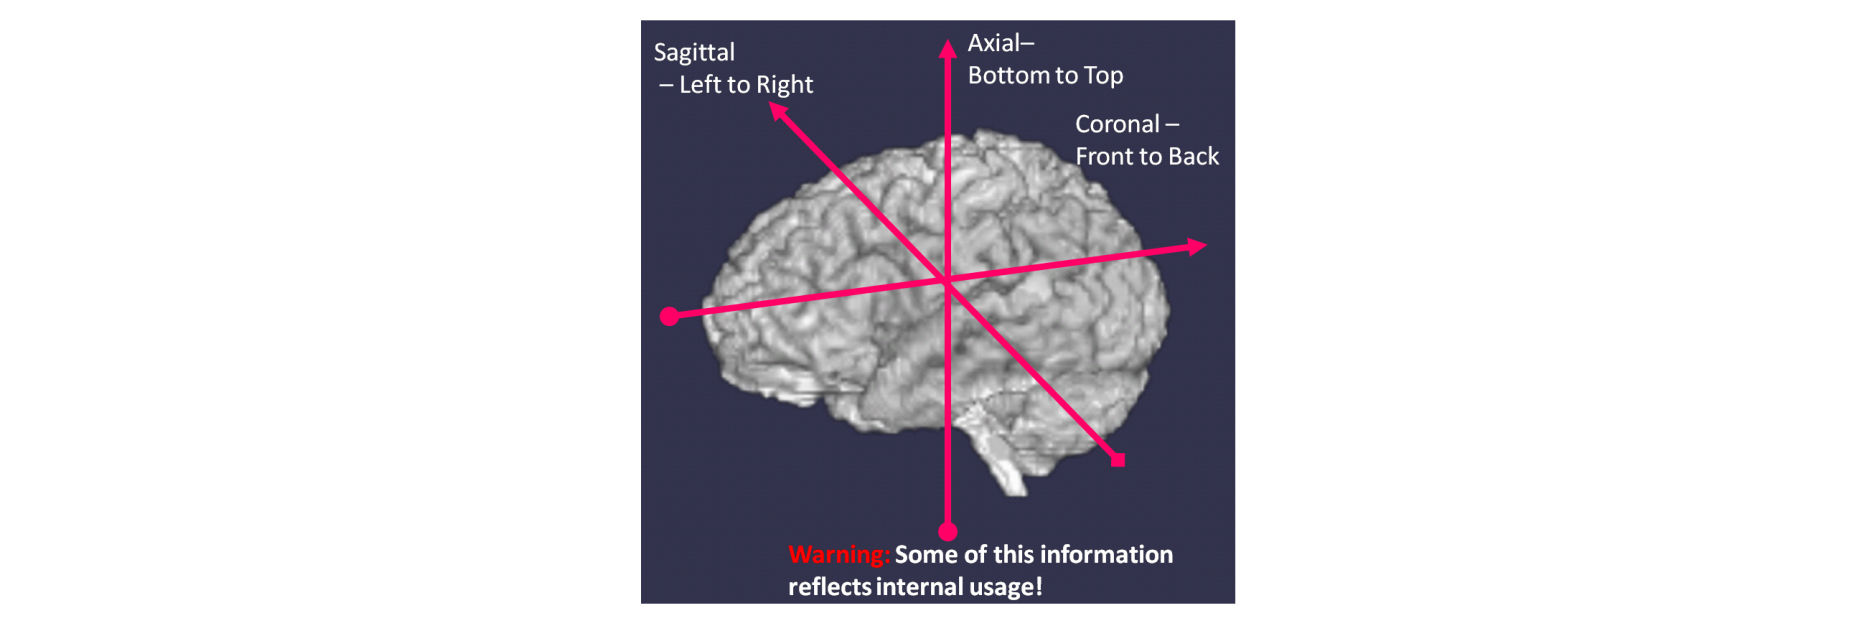 Sagittal
– Left to Right
Axial–
Bottom to Top
Coronal –
Front to Back
Warning: Some of this information
reflects internal usage!